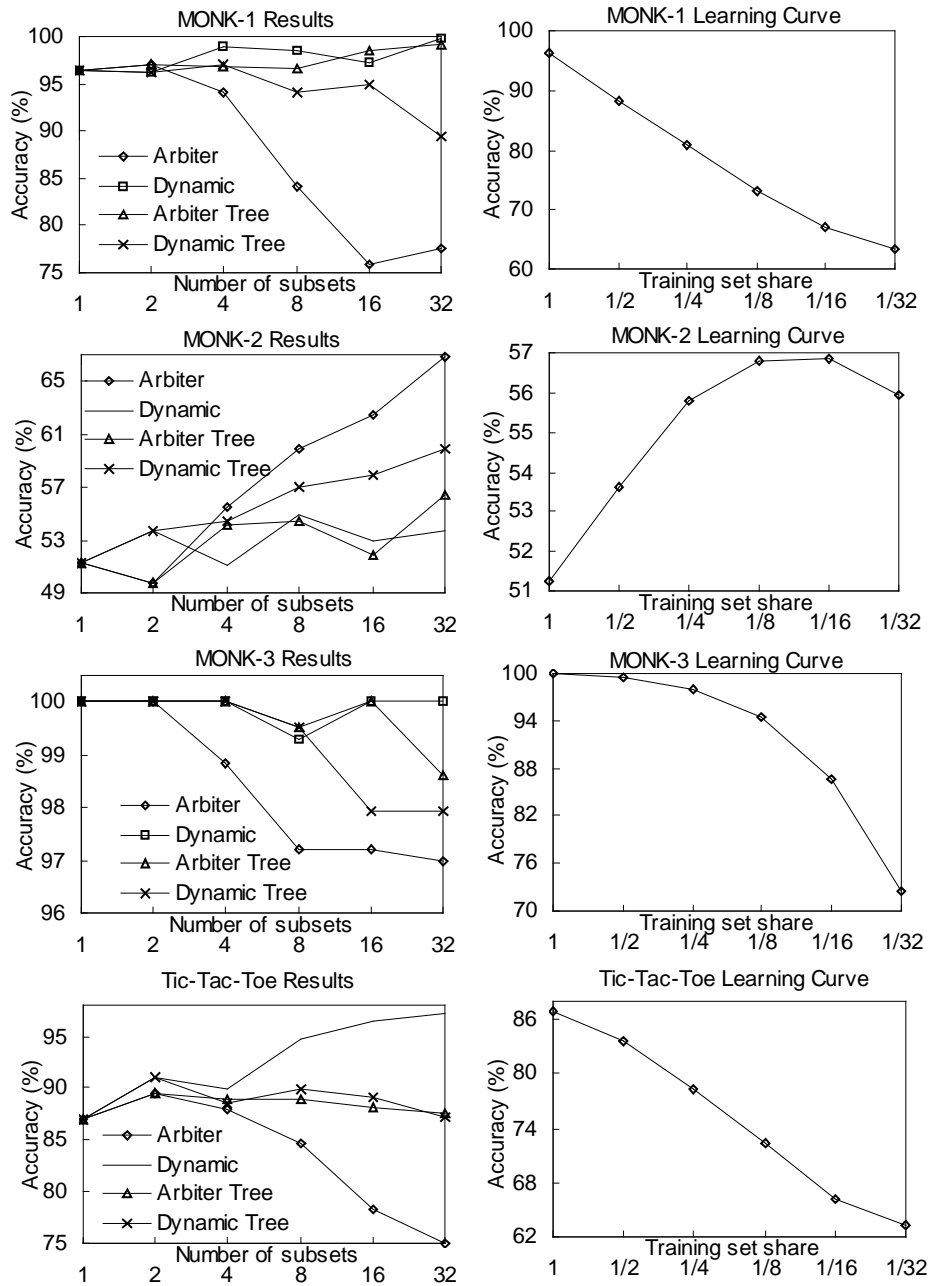 MONK-1 Results
Accuracy (%)
100
95
90
85
80
75
Arbiter
Dynamic
Arbiter Tree
Dynamic Tree
Number of subsets
1 2 4 8 16 32
MONK-1 Learning Curve
Accuracy (%)
100
90
80
70
60
Training set share
1 1/2 1/4 1/8 1/16 1/32
MONK-2 Results
Accuracy (%)
65
61
57
53
49
Arbiter
Dynamic
Arbiter Tree
Dynamic Tree
Number of subsets
1 2 4 8 16 32
MONK-2 Learning Curve
Accuracy (%)
57
56
55
54
53
52
51
Training set share
1 1/2 1/4 1/8 1/16 1/32
MONK-3 Results
Accuracy (%)
100
99
98
97
96
Arbiter
Dynamic
Arbiter Tree
Dynamic Tree
Number of subsets
1 2 4 8 16 32
MONK-3 Learning Curve
Accuracy (%)
100
94
88
82
76
70
Training set share
1 1/2 1/4 1/8 1/16 1/32
Tic-Tac-Toe Results
Accuracy (%)
95
90
85
80
75
Arbiter
Dynamic
Arbiter Tree
Dynamic Tree
Number of subsets
1 2 4 8 16 32
Tic-Tac-Toe Learning Curve
Accuracy (%)
86
80
74
68
62
Training set share
1 1/2 1/4 1/8 1/16 1/32